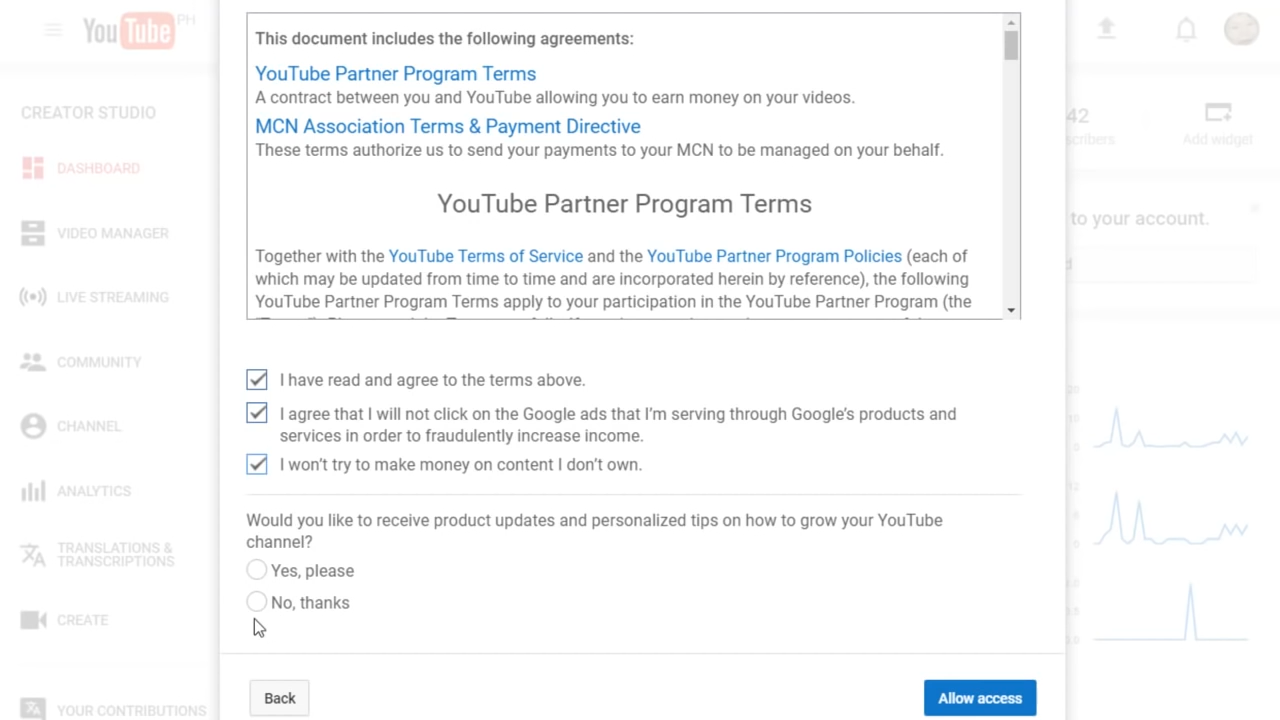 YouTube PH
CREATOR STUDIO
DASHBOARD
VIDEO MANAGER
LIVE STREAMING
COMMUNITY
CHANNEL
ANALYTICS
TRANSLATIONS &
TRANSCRIPTIONS
CREATE
YOUR CONTRIBUTIONS
This document includes the following agreements:
YouTube Partner Program Terms
A contract between you and YouTube allowing you to earn money on your videos.
MCN Association Terms & Payment Directive
These terms authorize us to send your payments to your MCN to be managed on your behalf.
YouTube Partner Program Terms
Together with the YouTube Terms of Service and the YouTube Partner Program Policies (each of
which may be updated from time to time and are incorporated herein by reference), the following
YouTube Partner Program Terms apply to your participation in the YouTube Partner Program (the
I have read and agree to the terms above.
I agree that I will not click on the Google ads that I'm serving through Google's products and
services in order to fraudulently increase income.
I won't try to make money on content I don't own.
Would you like to receive product updates and personalized tips on how to grow your YouTube
channel?
Yes, please
No, thanks
Back
Allow access
42
scribers
Add widget
to your account.
20
10
0
12